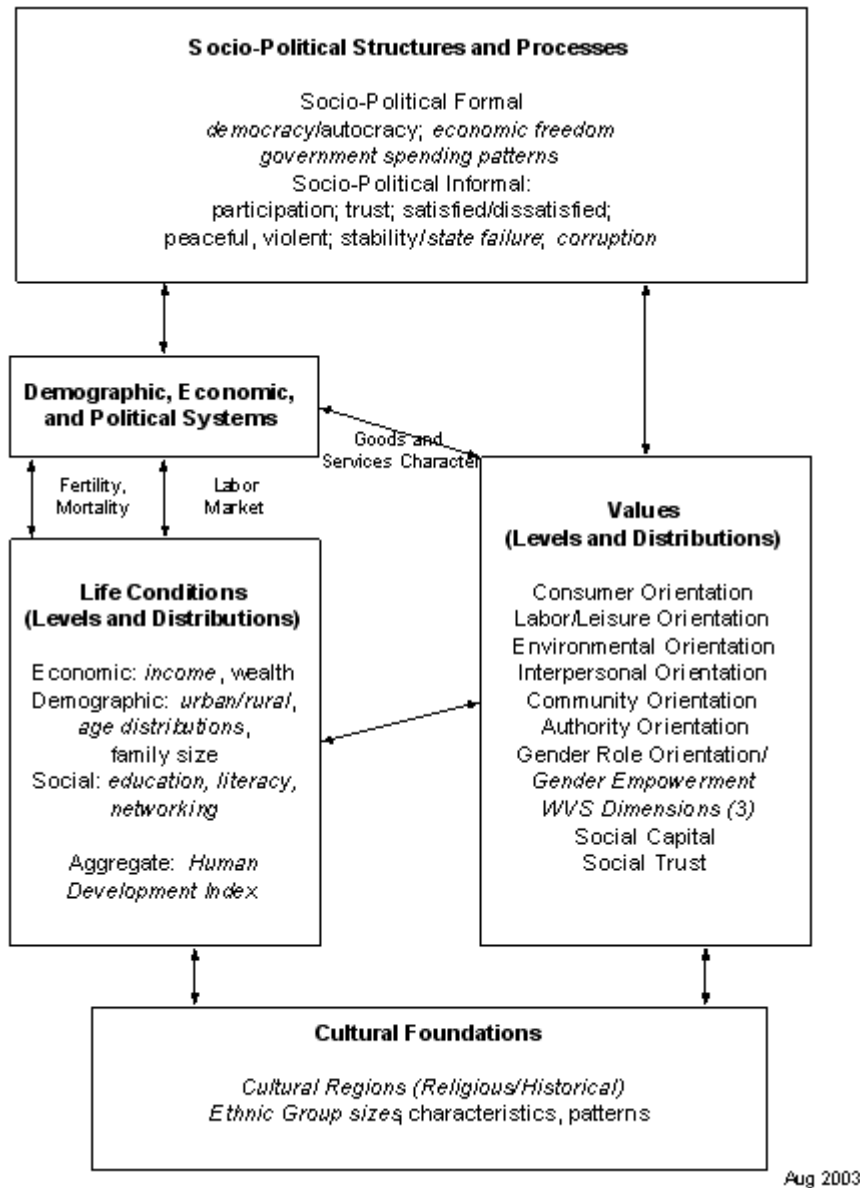 Socio-Political Structures and Processes
Socio-Political Formal
democracy/autocracy; economic freedom
government spending patterns
Socio-Political Informal:
participation; trust; satisfied/dissatisfied;
peaceful, violent; stability/state failure; corruption
Demographic, Economic,
and Political Systems
Goods and
Services Character
Fertility,
Mortality
Labor
Market
Life Conditions
(Levels and Distributions)
Economic: income, wealth
Demographic: urban/rural,
age distributions,
family size
Social: education, literacy,
networking
Aggregate: Human
Development Index
Values
(Levels and Distributions)
Consumer Orientation
Labor/Leisure Orientation
Environmental Orientation
Interpersonal Orientation
Community Orientation
Authority Orientation
Gender Role Orientation/
Gender Empowerment
WVS Dimensions (3)
Social Capital
Social Trust
Cultural Foundations
Cultural Regions (Religious/Historical)
Ethnic Group sizes, characteristics, patterns
Aug 2003